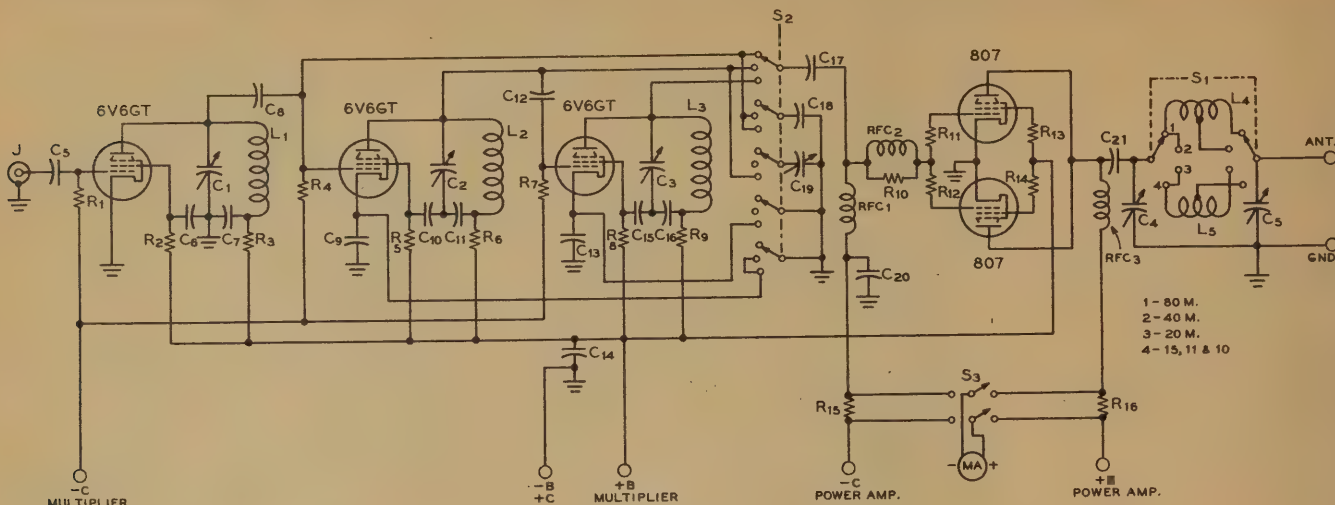 S2
C17
807
S1
C8
C12
L3
L4
6V6GT
6V6GT
6V6GT
L1
L2
C18
RFC2
R11
R13
C21
1
2
3
4
ANT.
J
C5
C1
R4
C2
R7
C3
C19
R10
R12
R14
C4
L5
C5
R1
RFC1
RFC3
GND.
R2
C6
C7
R3
C9
R5
C10
C11
R6
C13
R8
C15
C16
R9
C20
807
1-80 M.
2-40 M.
3-20 M.
4-15, 11 & 10
C14
S3
R15
R16
- MA +
-C
MULTIPLIER
-B
+C
+B
MULTIPLIER
-C
POWER AMP.
POWER AMP.